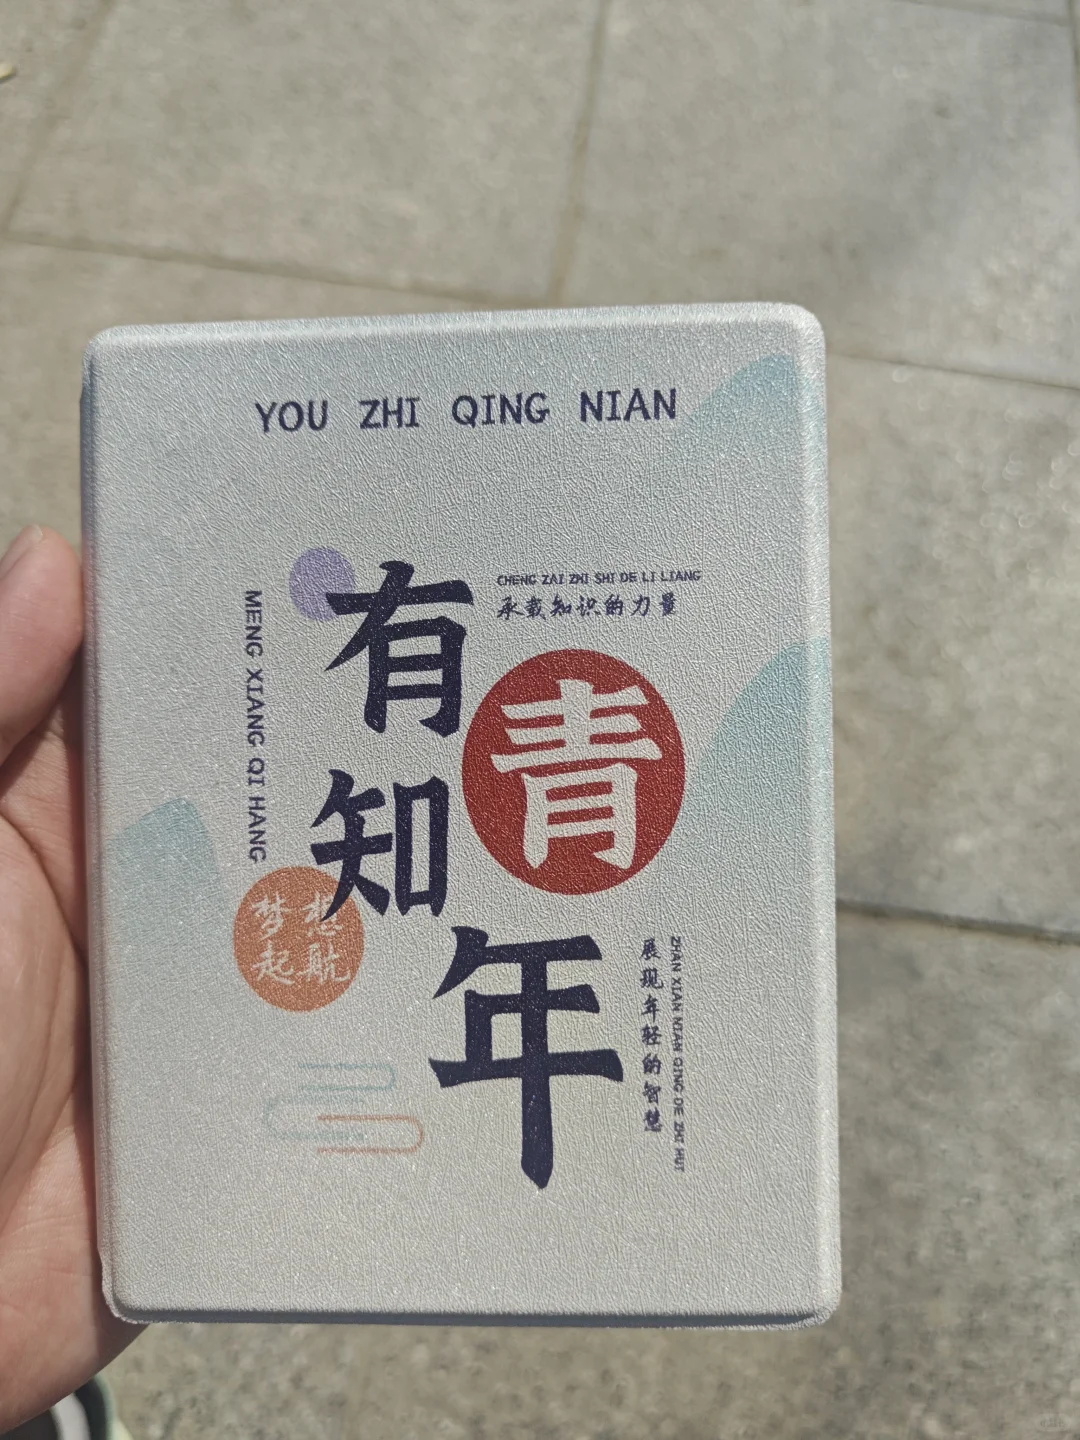 YOU ZHI QING NIAN
CHENG ZAI ZHI SHI DE LI LIANG
承载知识的力量
有知
青年
MENG XIANG QI HANG
梦想
起航
展现年轻的智慧
ZHAN XIAN NIAN QING DE ZHI HUT